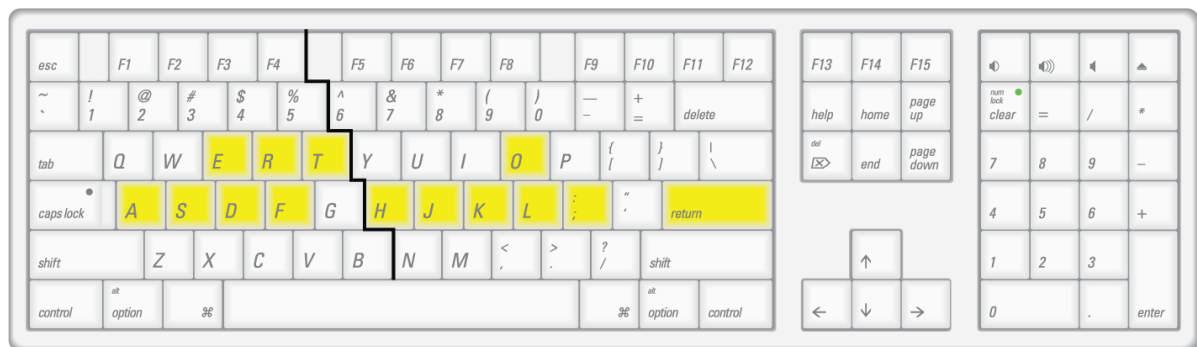 esc F1 F2 F3 F4 F5 F6 F7 F8 F9 F10 F11 F12 F13 F14 F15
~ ! @ # $ % ^ & * ( ) — +
` 1 2 3 4 5 6 7 8 9 0 - = delete help home page up num lock clear = / *
tab Q W E R T Y U I O P { [ } ] | \ del ⌦ end page down 7 8 9 -
caps lock A S D F G H J K L : ; " ' return 4 5 6 +
shift Z X C V B N M < , > . ? / shift ↑ 1 2 3
control alt option ⌘ ⌘ alt option control ← ↓ → 0 . enter